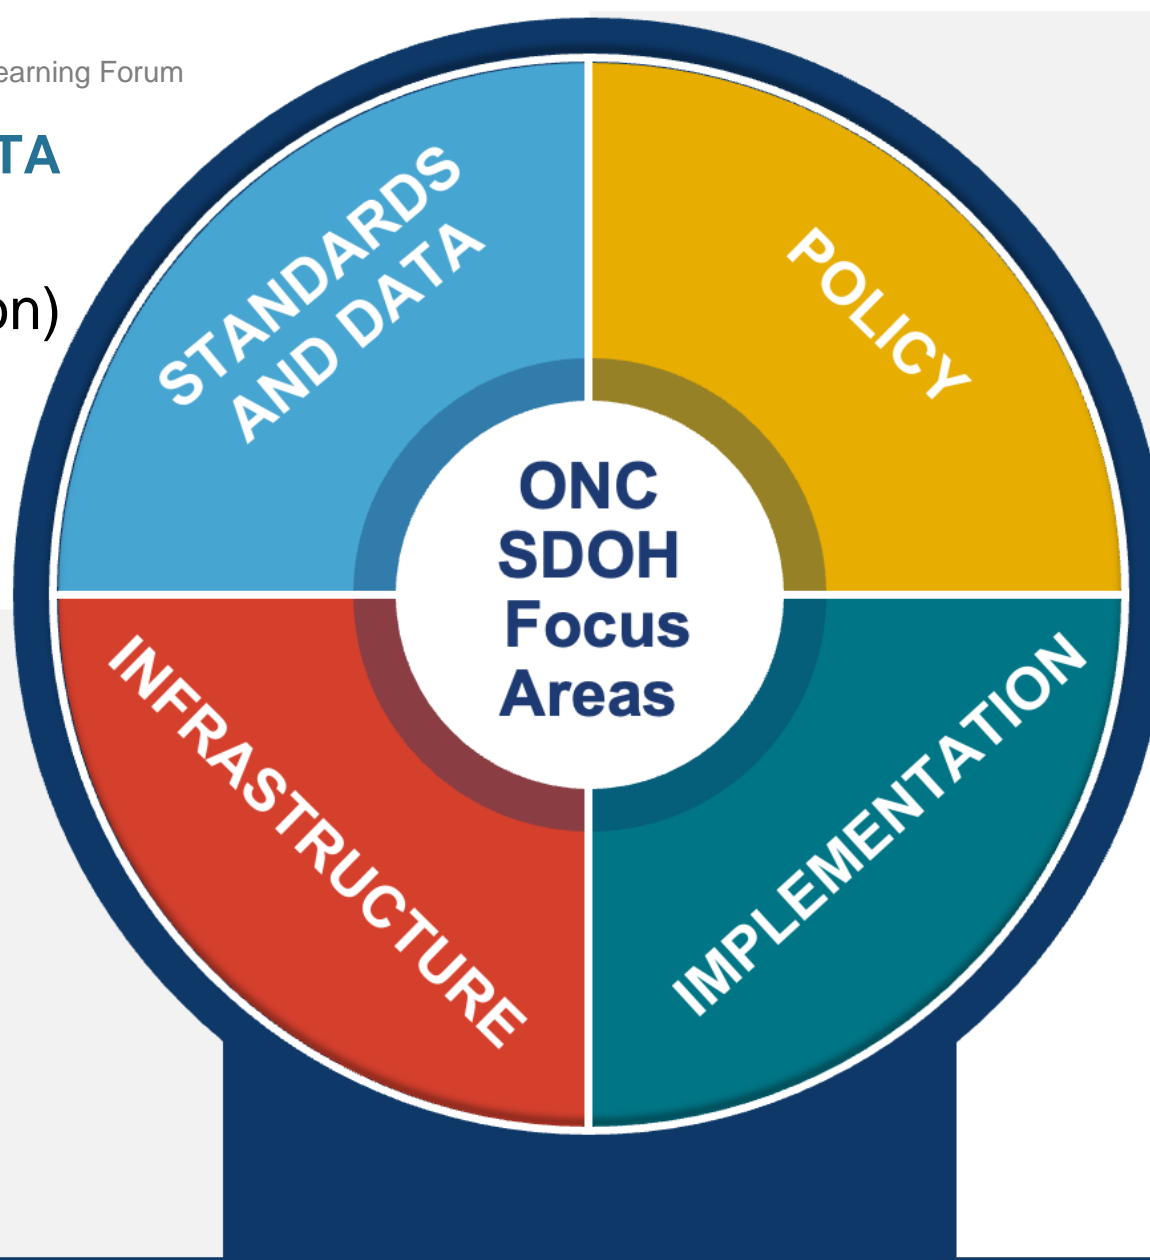 earning Forum
TA
on)
STANDARDS
AND DATA
POLICY
ONC
SDOH
Focus
Areas
INFRASTRUCTURE
IMPLEMENTATION